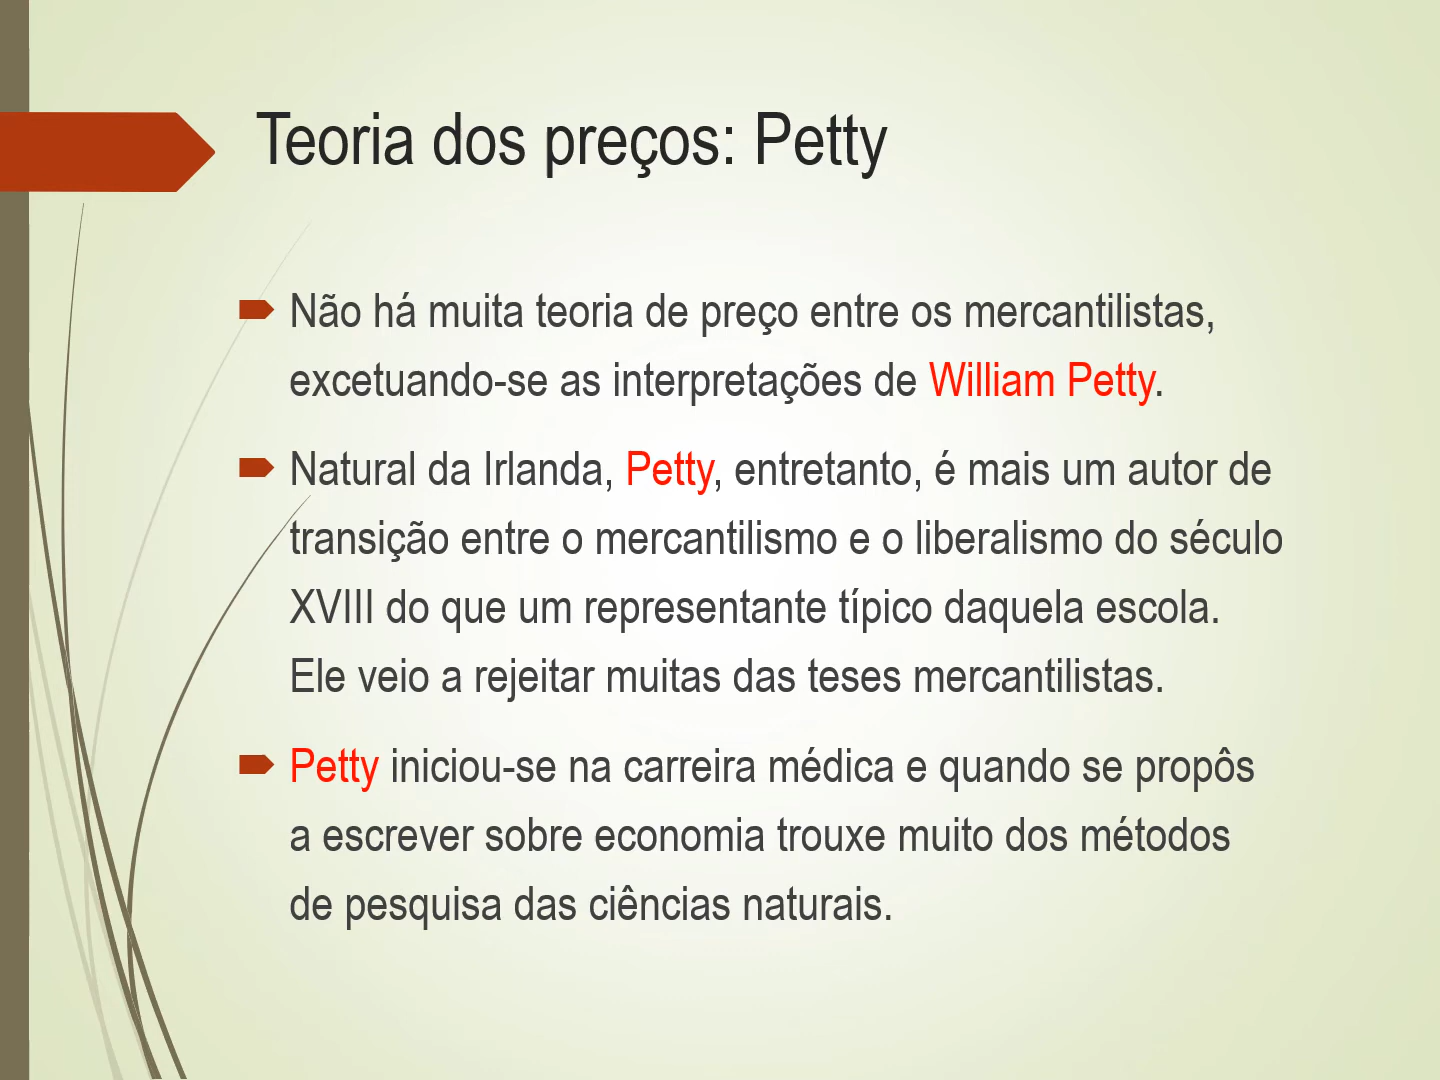 Teoria dos preços: Petty
Não há muita teoria de preço entre os mercantilistas,
excetuando-se as interpretações de William Petty.
Natural da Irlanda, Petty, entretanto, é mais um autor de
transição entre o mercantilismo e o liberalismo do século
XVIII do que um representante típico daquela escola.
Ele veio a rejeitar muitas das teses mercantilistas.
Petty iniciou-se na carreira médica e quando se propôs
a escrever sobre economia trouxe muito dos métodos
de pesquisa das ciências naturais.